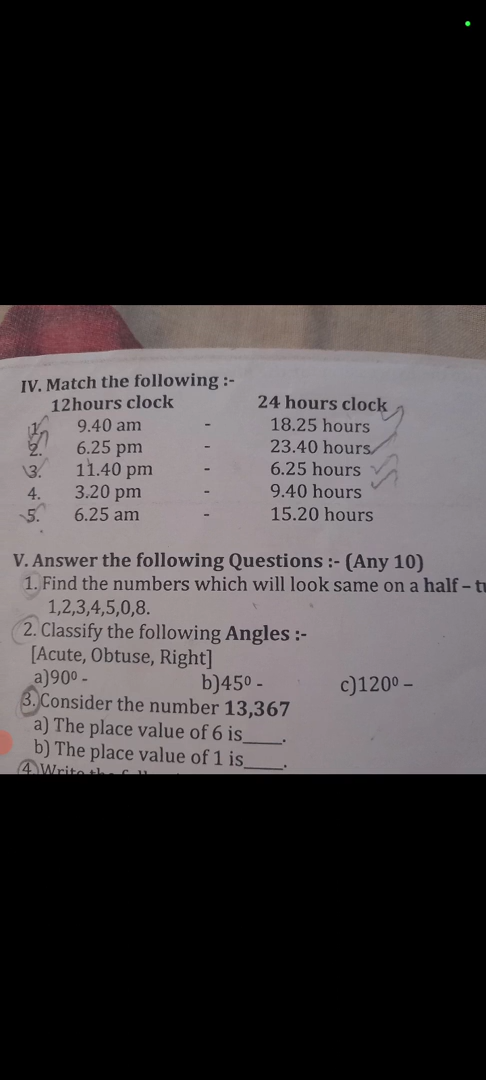 IV. Match the following :-
12hours clock 24 hours clock
1. 9.40 am - 18.25 hours
2. 6.25 pm - 23.40 hours
3. 11.40 pm - 6.25 hours
4. 3.20 pm - 9.40 hours
5. 6.25 am - 15.20 hours
V. Answer the following Questions :- (Any 10)
1. Find the numbers which will look same on a half –
1,2,3,4,5,0,8.
2. Classify the following Angles :-
[Acute, Obtuse, Right]
a)90⁰ - b)45⁰ - c)120⁰ –
3. Consider the number 13,367
a) The place value of 6 is____.
b) The place value of 1 is____.
4 Write